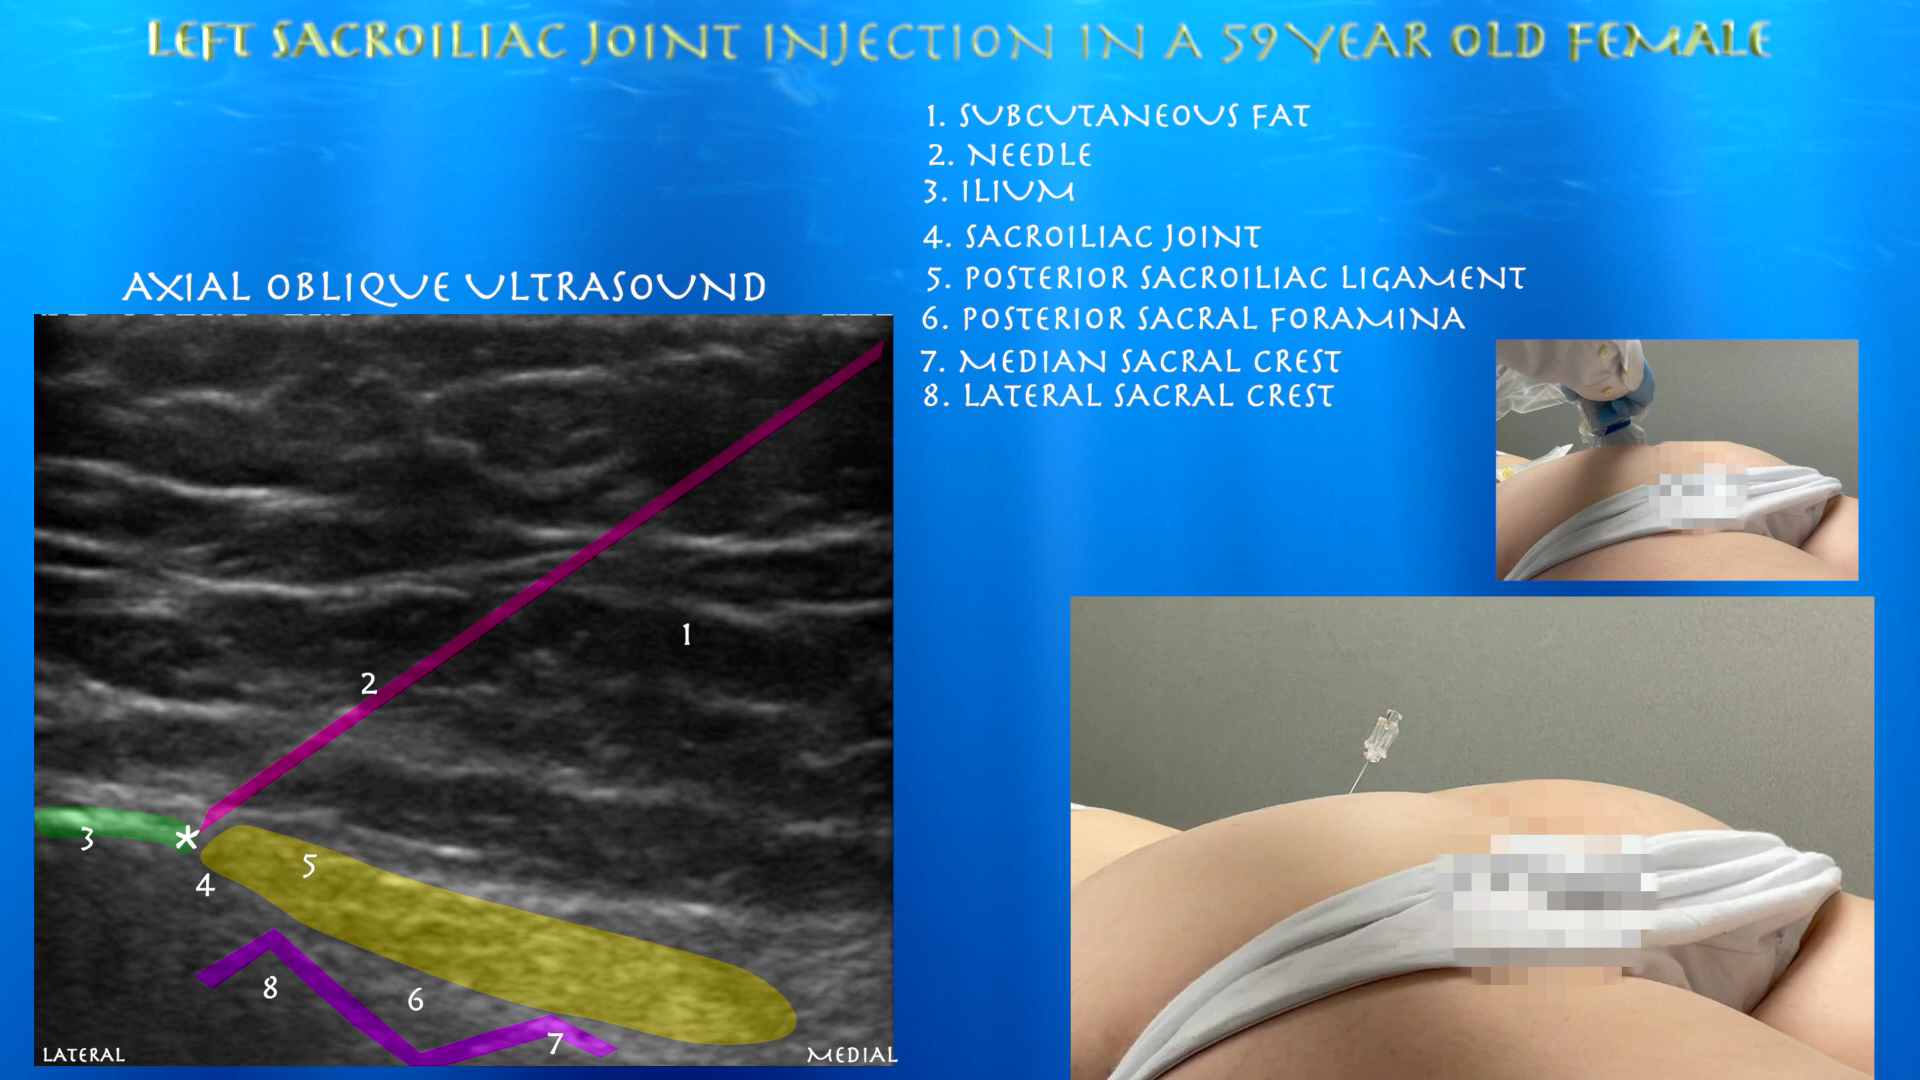 LEFT SACROILIAC JOINT INJECTION IN A 59 YEAR OLD FEMALE
1. SUBCUTANEOUS FAT
2. NEEDLE
3. ILIUM
4. SACROILIAC JOINT
5. POSTERIOR SACROILIAC LIGAMENT
6. POSTERIOR SACRAL FORAMINA
7. MEDIAN SACRAL CREST
8. LATERAL SACRAL CREST
AXIAL OBLIQUE ULTRASOUND
1
2
3
*
4
5
6
7
8
LATERAL
MEDIAL